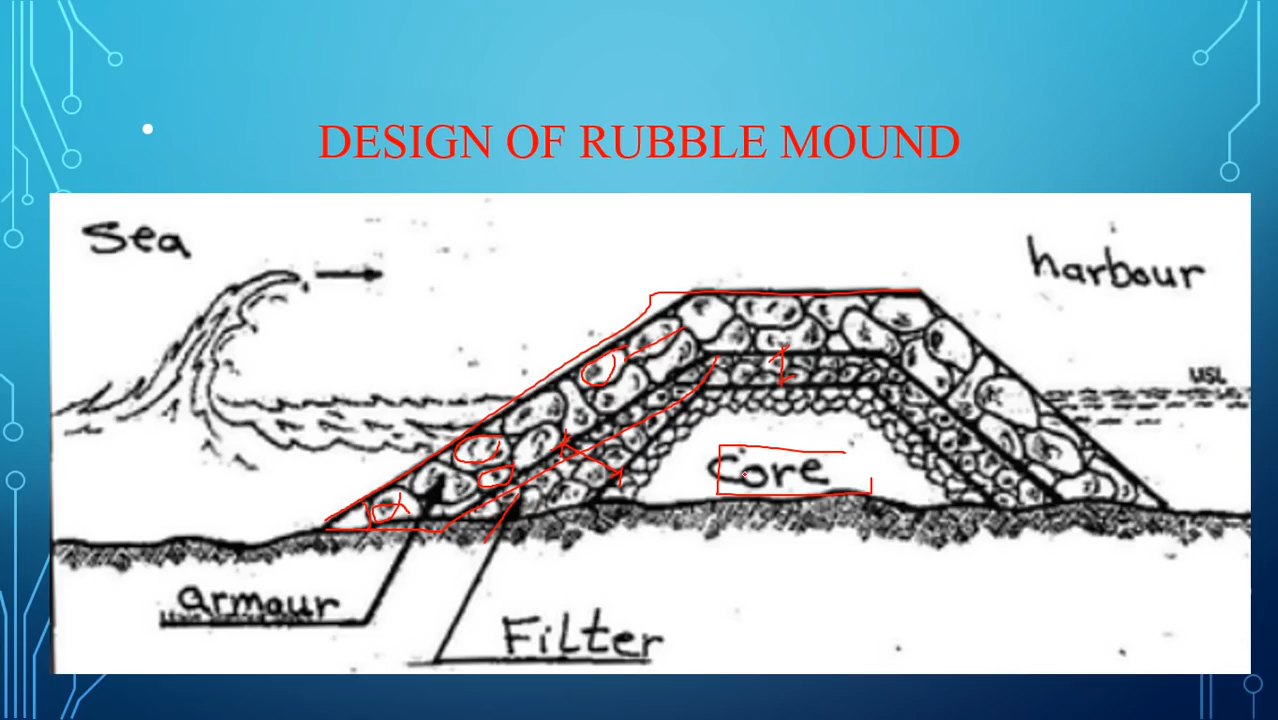 DESIGN OF RUBBLE MOUND
Sea
harbour
WSL
Core
armour
Filter